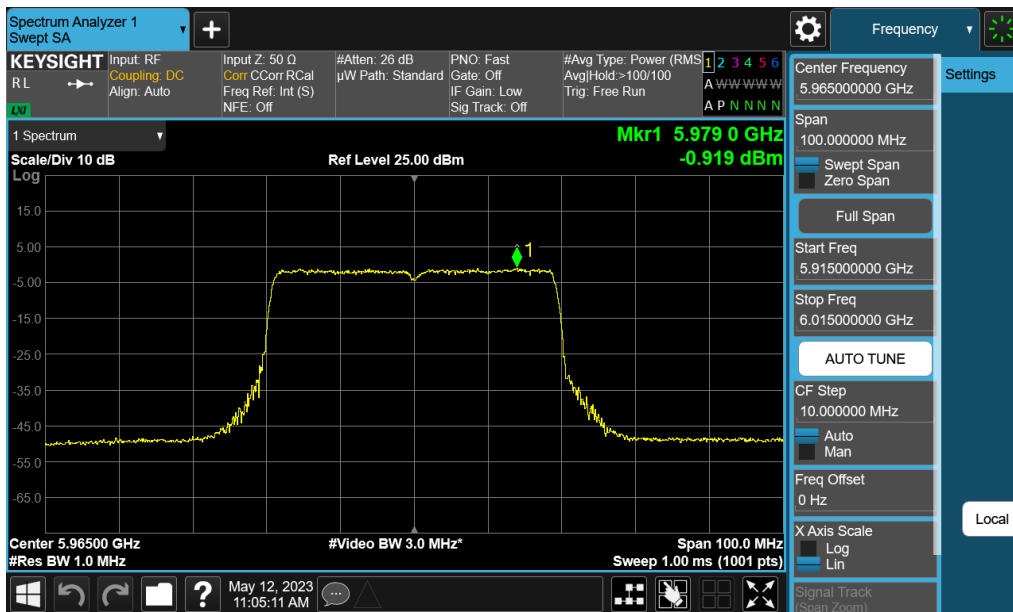 Spectrum Analyzer 1
Swept SA
Frequency
KEYSIGHT
R L
LXI
Input: RF
Coupling: DC
Align: Auto
Input Z: 50 Ω
Corr CCorr RCal
Freq Ref: Int (S)
NFE: Off
#Atten: 26 dB
µW Path: Standard
PNO: Fast
Gate: Off
IF Gain: Low
Sig Track: Off
#Avg Type: Power (RMS
Avg|Hold:>100/100
Trig: Free Run
1 2 3 4 5 6
A W W W W W
A P N N N N
1 Spectrum
Mkr1 5.979 0 GHz
Scale/Div 10 dB
Ref Level 25.00 dBm
-0.919 dBm
Log
15.0
5.00
-5.00
-15.0
-25.0
-35.0
-45.0
-55.0
-65.0
1
Center 5.96500 GHz
#Video BW 3.0 MHz*
Span 100.0 MHz
#Res BW 1.0 MHz
Sweep 1.00 ms (1001 pts)
Center Frequency
5.965000000 GHz
Settings
Span
100.000000 MHz
Swept Span
Zero Span
Full Span
Start Freq
5.915000000 GHz
Stop Freq
6.015000000 GHz
AUTO TUNE
CF Step
10.000000 MHz
Auto
Man
Freq Offset
0 Hz
Local
X Axis Scale
Log
Lin
Signal Track
(Span Zoom)
?
May 12, 2023
11:05:11 AM